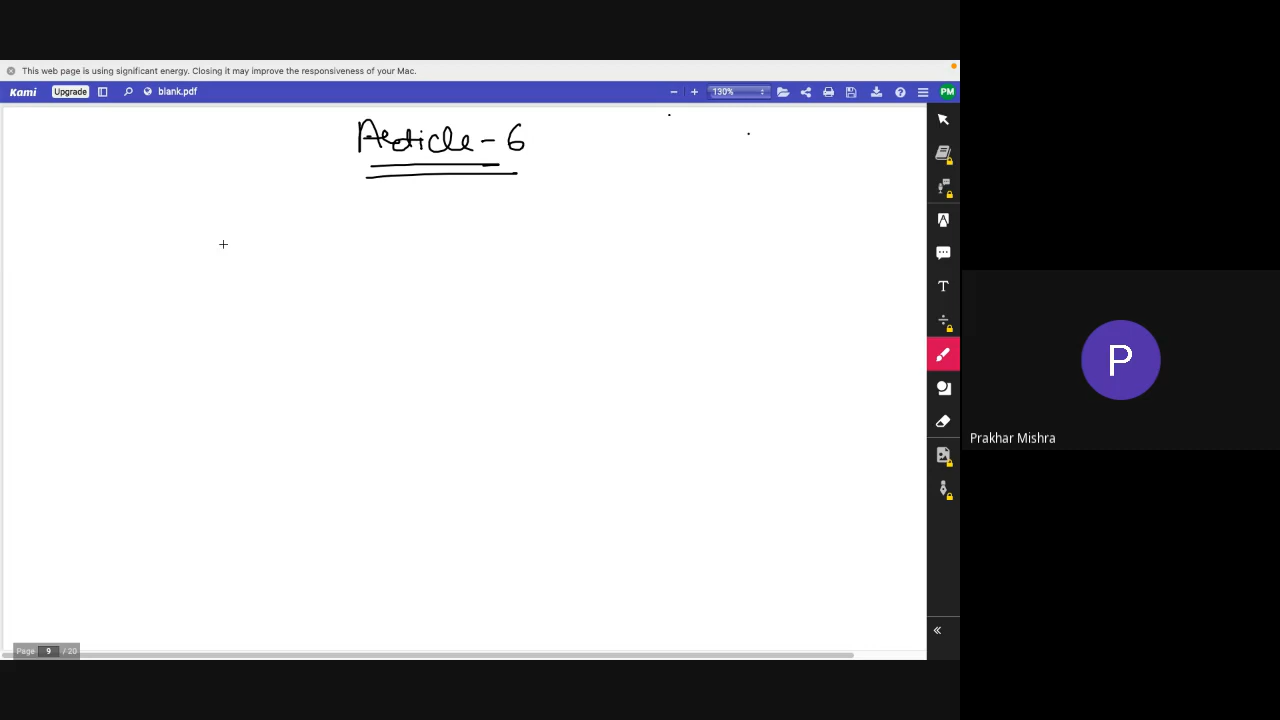 This web page is using significant energy. Closing it may improve the responsiveness of your Mac.
Kami Upgrade blank.pdf 130% PM
Article - 6
P
Prakhar Mishra
Page 9 / 20